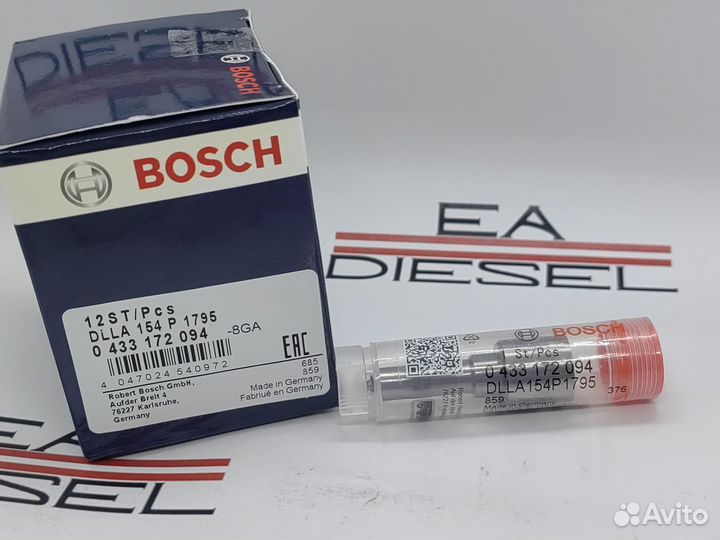 DIESEL
BOSCH
BOSCH
12ST/Pcs
DLLA 154 P 1795
0 433 172 094
-8GA
4 047024 540972
Robert Bosch GmbH,
Aufder Breit 4
76227 Karlsruhe,
Germany
EAC
685
859
Made in Germany
Fabriqué en Germany
EA
DIESEL
BOSCH
St/Pcs
0 433 172 094
DLLA154P1795
859
Made in Germany
376
EA
DIESEL
Avito